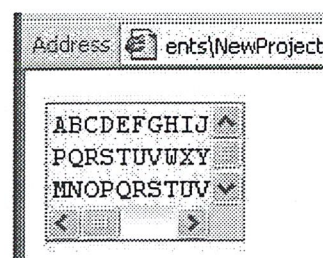 Address ents\NewProject
ABCDEFGHIJ
PQRSTUVWXY
MNOPQRSTUV